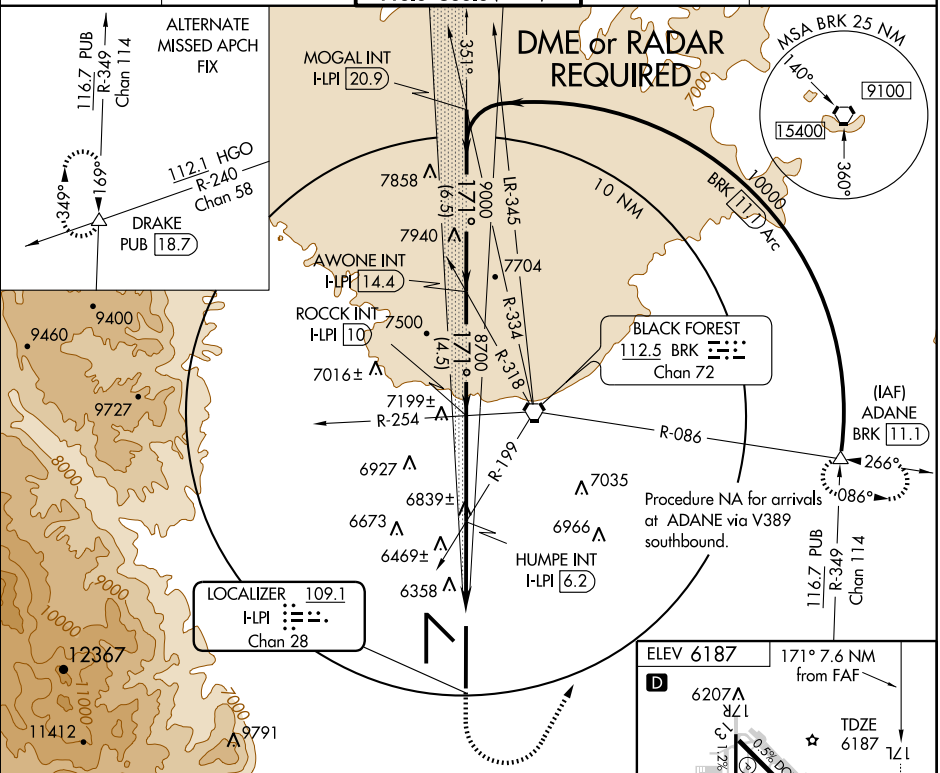 ALTERNATE
MISSED APCH
FIX
116.7 PUB
R-349
Chan 114
112.1 HGO
R-240
Chan 58
349°
169°
DRAKE
PUB 18.7
MOGAL INT
I-LPI 20.9
351°
DME or RADAR
REQUIRED
7000
MSA BRK 25 NM
140°
9100
15400
360°
7858
171°
(6.5)
9000
LR-345
10 NM
BRK 11.1 Arc
10000
7940
AWONE INT
I-LPI 14.4
7704
R-334
ROCCK INT
I-LPI 10
7500
171°
(4.5)
8700
R-318
BLACK FOREST
112.5 BRK
Chan 72
9400
9460
7016±
9727
7199±
R-254
R-086
(IAF)
ADANE
BRK 11.1
266°
086°
R-199
8000
6927
7035
6839±
Procedure NA for arrivals
at ADANE via V389
southbound.
6673
6966
6469±
HUMPE INT
I-LPI 6.2
116.7 PUB
R-349
Chan 114
6358
9000
LOCALIZER 109.1
I-LPI
Chan 28
10000
12367
11000
11412
7000
9791
ELEV 6187
171° 7.6 NM
from FAF
D
6207
17R
1.2%
0.5%
P
TDZE
6187
17L